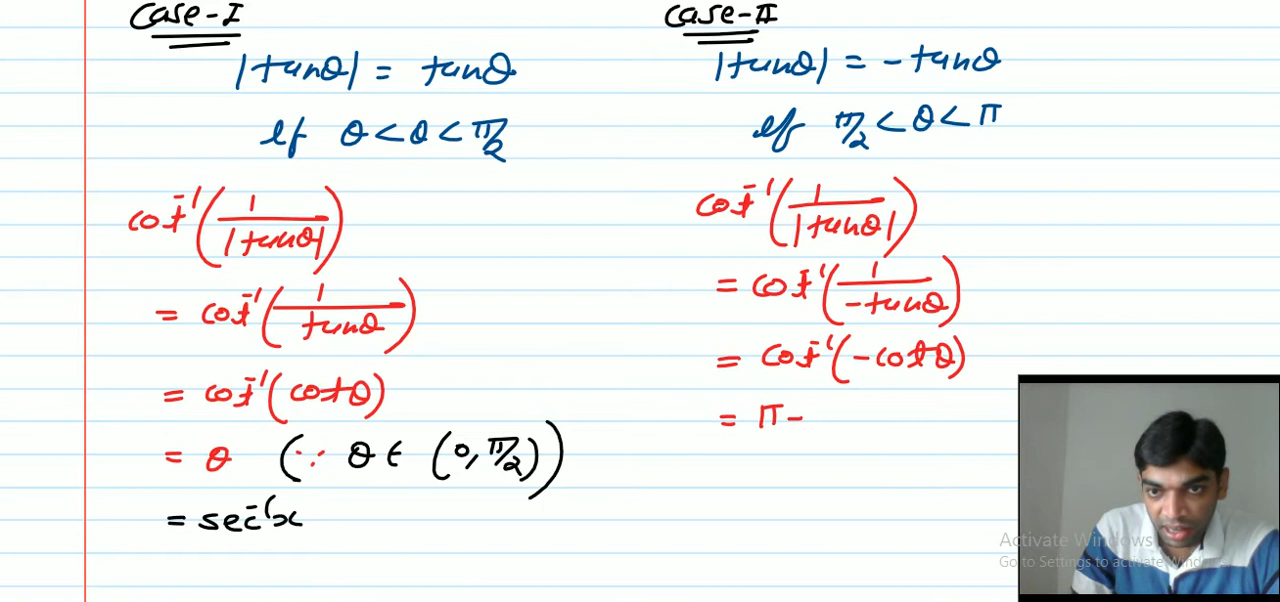 Case-I
|tanθ| = tanθ
if θ<θ<π/2
cot⁻¹(1/|tanθ|)
= cot⁻¹(1/tanθ)
= cot⁻¹(cotθ)
= θ (∵ θ ∈ (0, π/2))
= sec⁻¹x
Case-II
|tanθ| = -tanθ
if π/2<θ<π
cot⁻¹(1/|tanθ|)
= cot⁻¹(1/-tanθ)
= cot⁻¹(-cotθ)
= π-
Activate Windows
Go to Settings to activate Windows